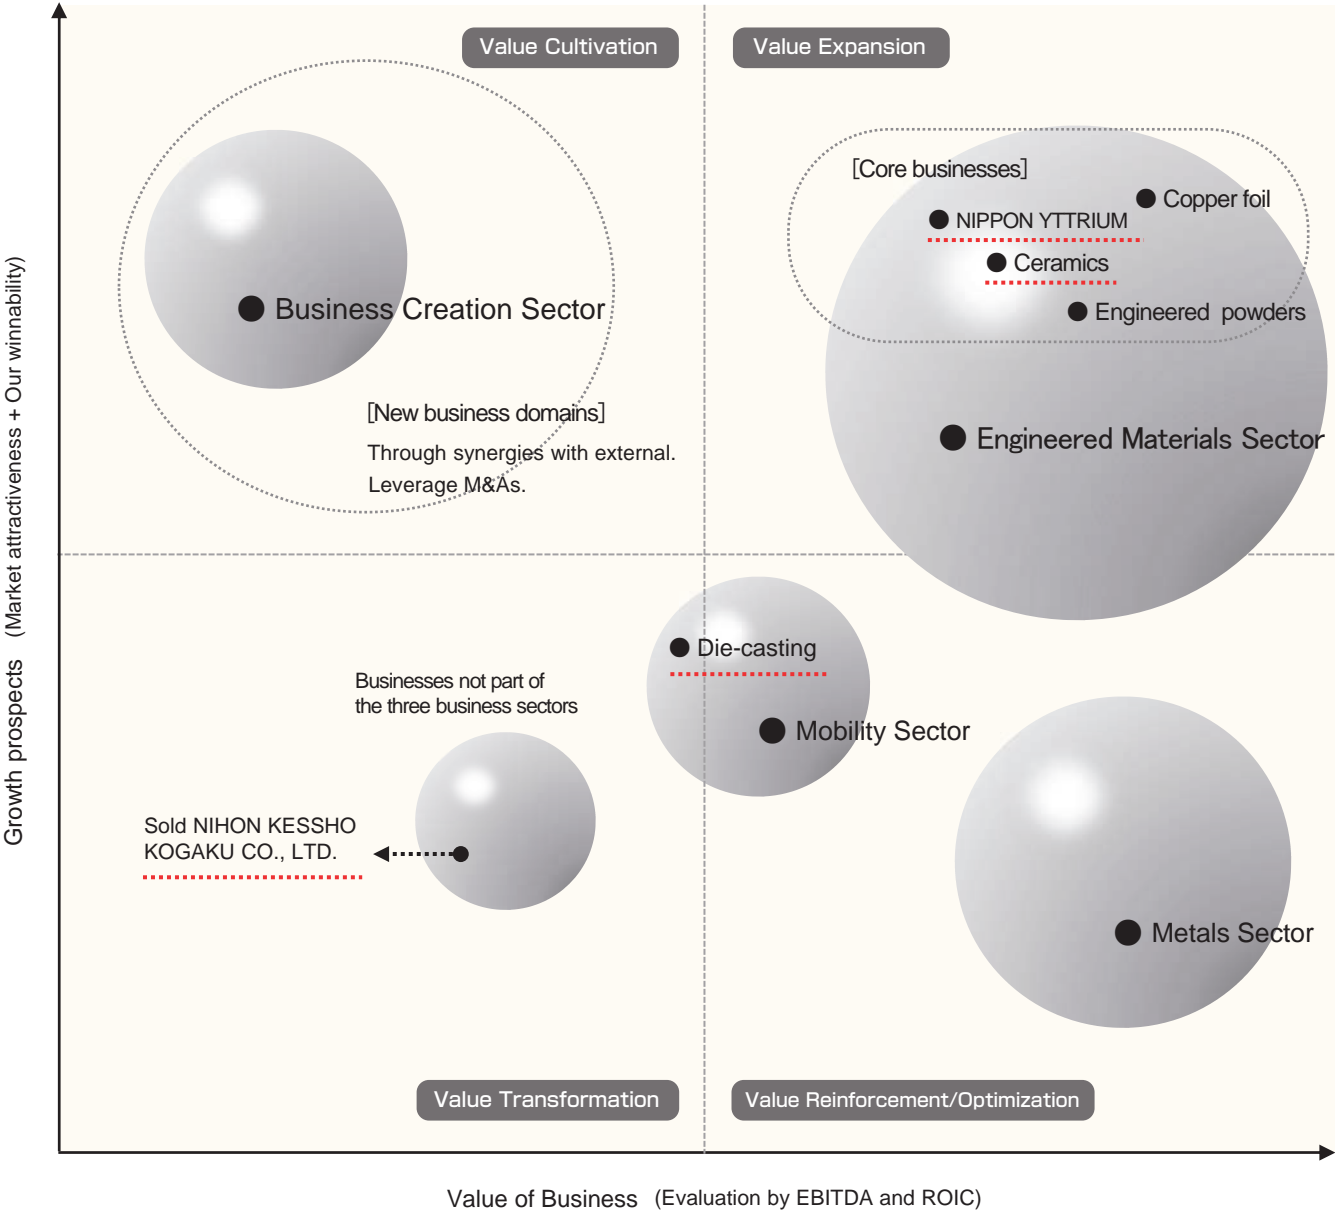 Value Cultivation
Value Expansion
[Core businesses]
Copper foil
NIPPON YTTRIUM
Ceramics
Engineered powders
Business Creation Sector
[New business domains]
Through synergies with external.
Leverage M&As.
Engineered Materials Sector
Growth prospects (Market attractiveness + Our winnability)
Die-casting
Mobility Sector
Businesses not part of
the three business sectors
Sold NIHON KESSHO
KOGAKU CO., LTD.
Metals Sector
Value Transformation
Value Reinforcement/Optimization
Value of Business (Evaluation by EBITDA and ROIC)